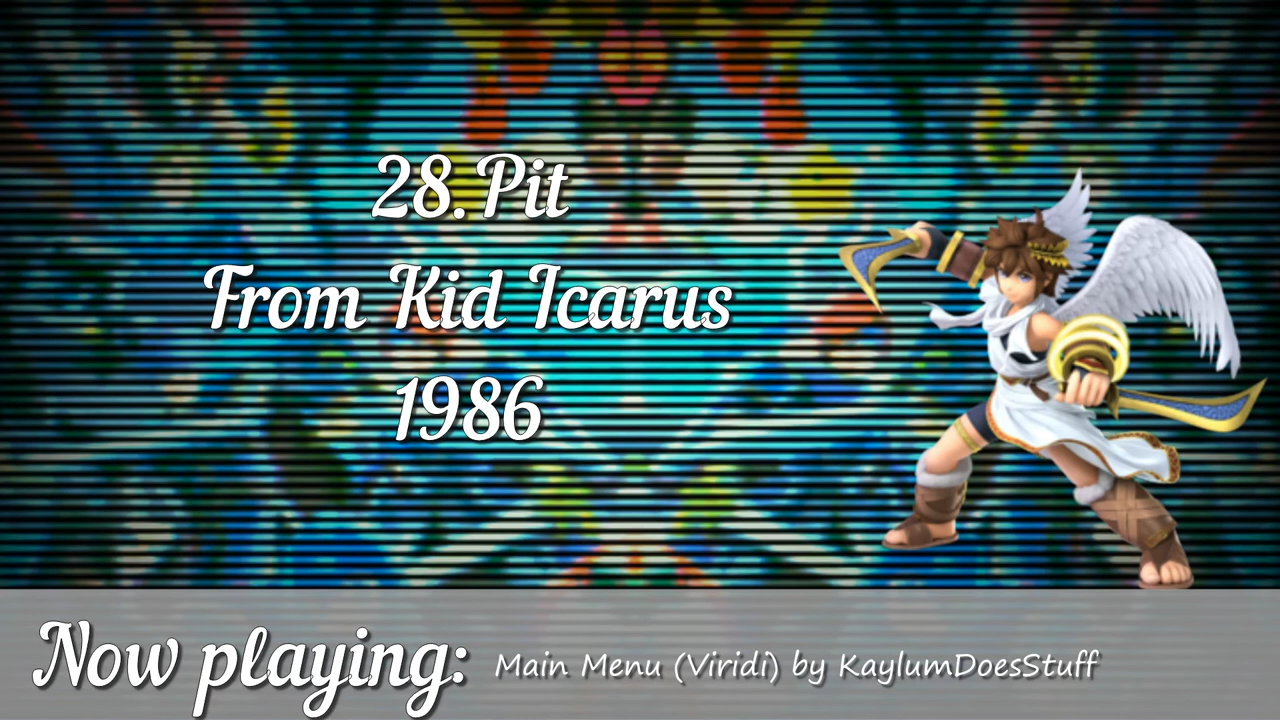 28. Pit
From Kid Icarus
1986
Now playing: Main Menu (Viridi) by KaylumDoesStuff